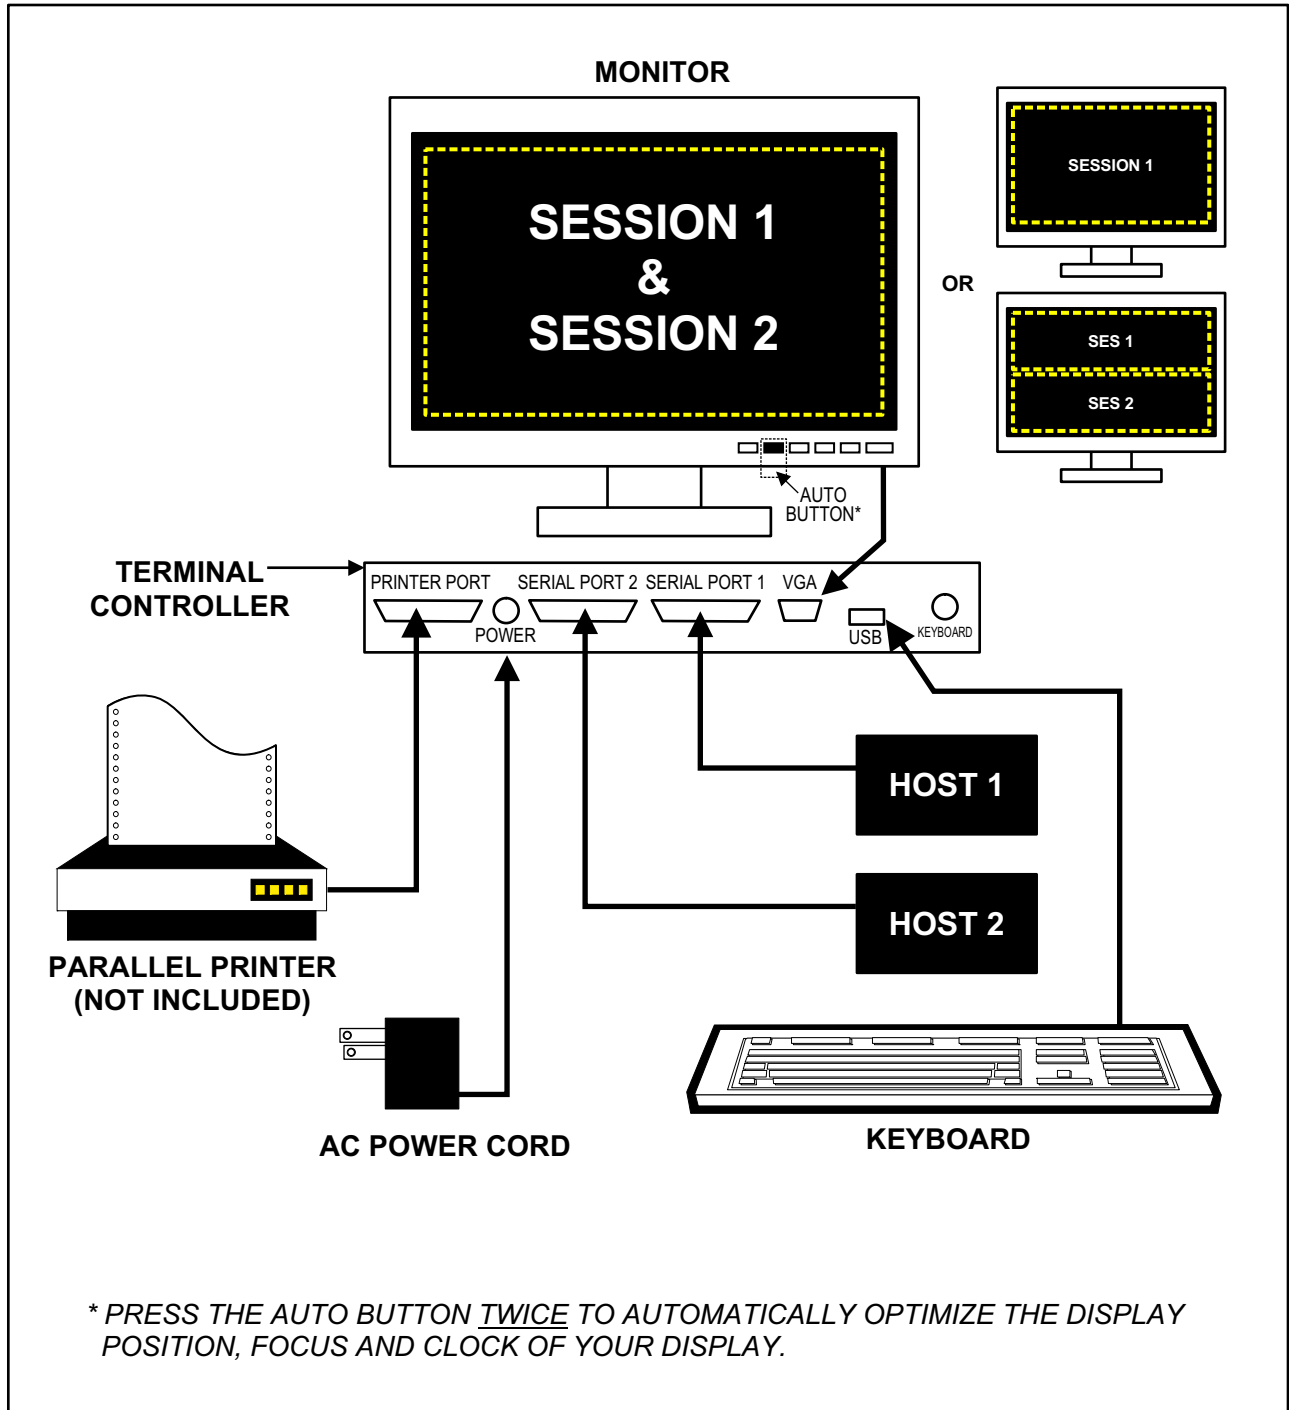 MONITOR
SESSION 1
&
SESSION 2
OR
SESSION 1
SES 1
SES 2
AUTO
BUTTON*
TERMINAL
CONTROLLER
PRINTER PORT
POWER
SERIAL PORT 2
SERIAL PORT 1
VGA
USB
KEYBOARD
HOST 1
HOST 2
PARALLEL PRINTER
(NOT INCLUDED)
AC POWER CORD
KEYBOARD
* PRESS THE AUTO BUTTON TWICE TO AUTOMATICALLY OPTIMIZE THE DISPLAY
POSITION, FOCUS AND CLOCK OF YOUR DISPLAY.